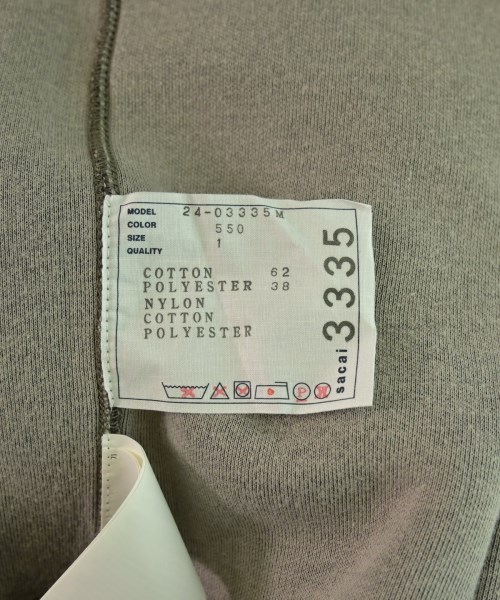 MODEL 24-03335M
COLOR 550
SIZE 1
QUALITY
COTTON 62
POLYESTER 38
NYLON
COTTON
POLYESTER
sacai 3335
P